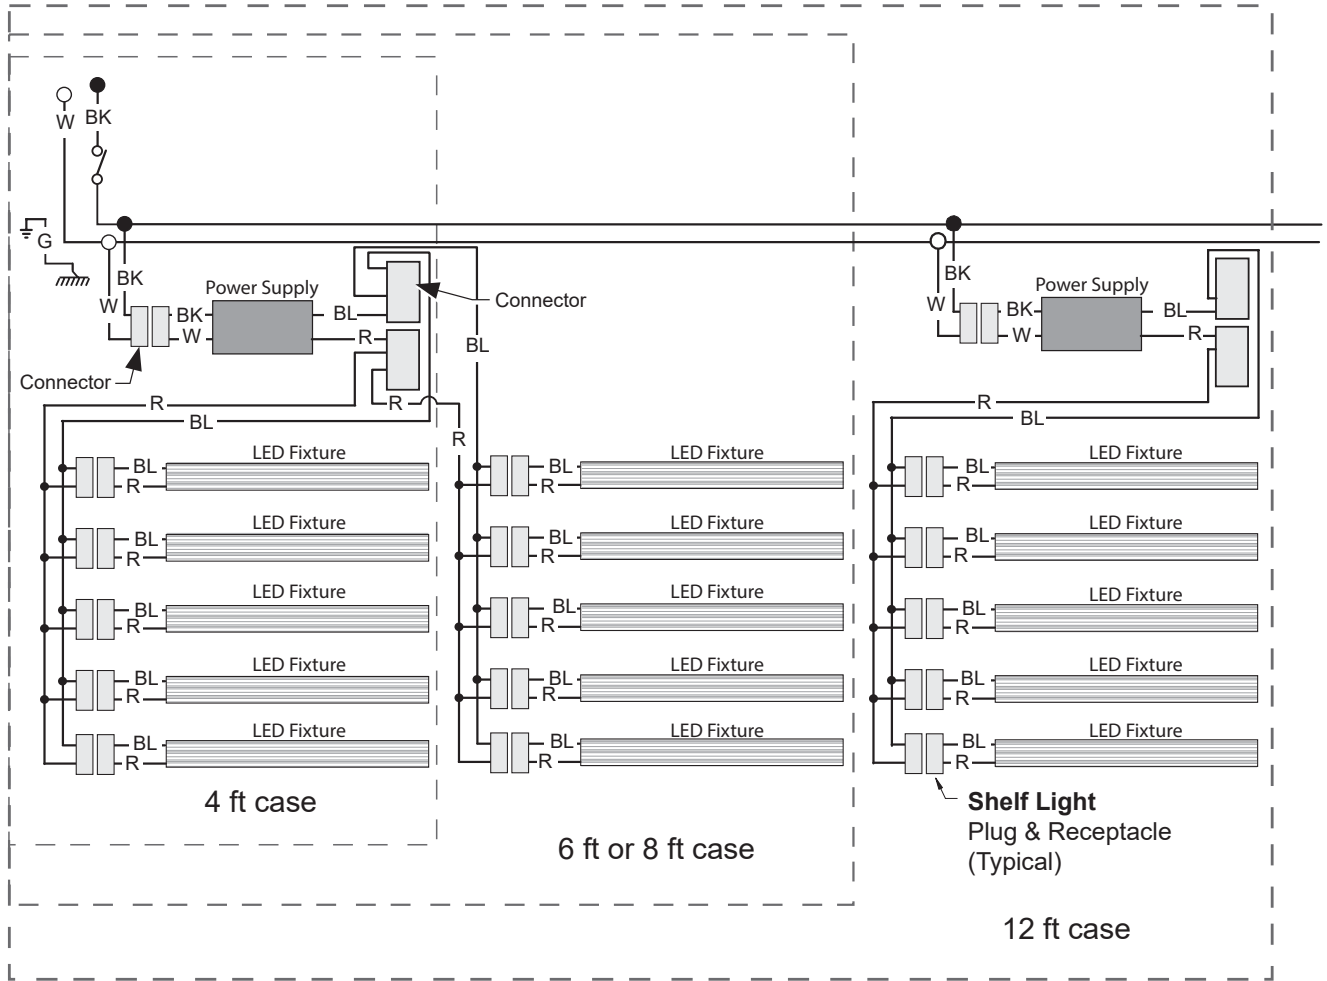 W BK
G
BK BK
W W
Power Supply Power Supply
BK BL BK BL
W R W R
Connector
BL
Connector
R R R
BL BL
R
LED Fixture LED Fixture LED Fixture
BL BL BL
R R R
LED Fixture LED Fixture LED Fixture
BL BL BL
R R R
LED Fixture LED Fixture LED Fixture
BL BL BL
R R R
LED Fixture LED Fixture LED Fixture
BL BL BL
R R R
LED Fixture LED Fixture LED Fixture
BL BL BL
R R R
4 ft case
Shelf Light
Plug & Receptacle
(Typical)
6 ft or 8 ft case
12 ft case